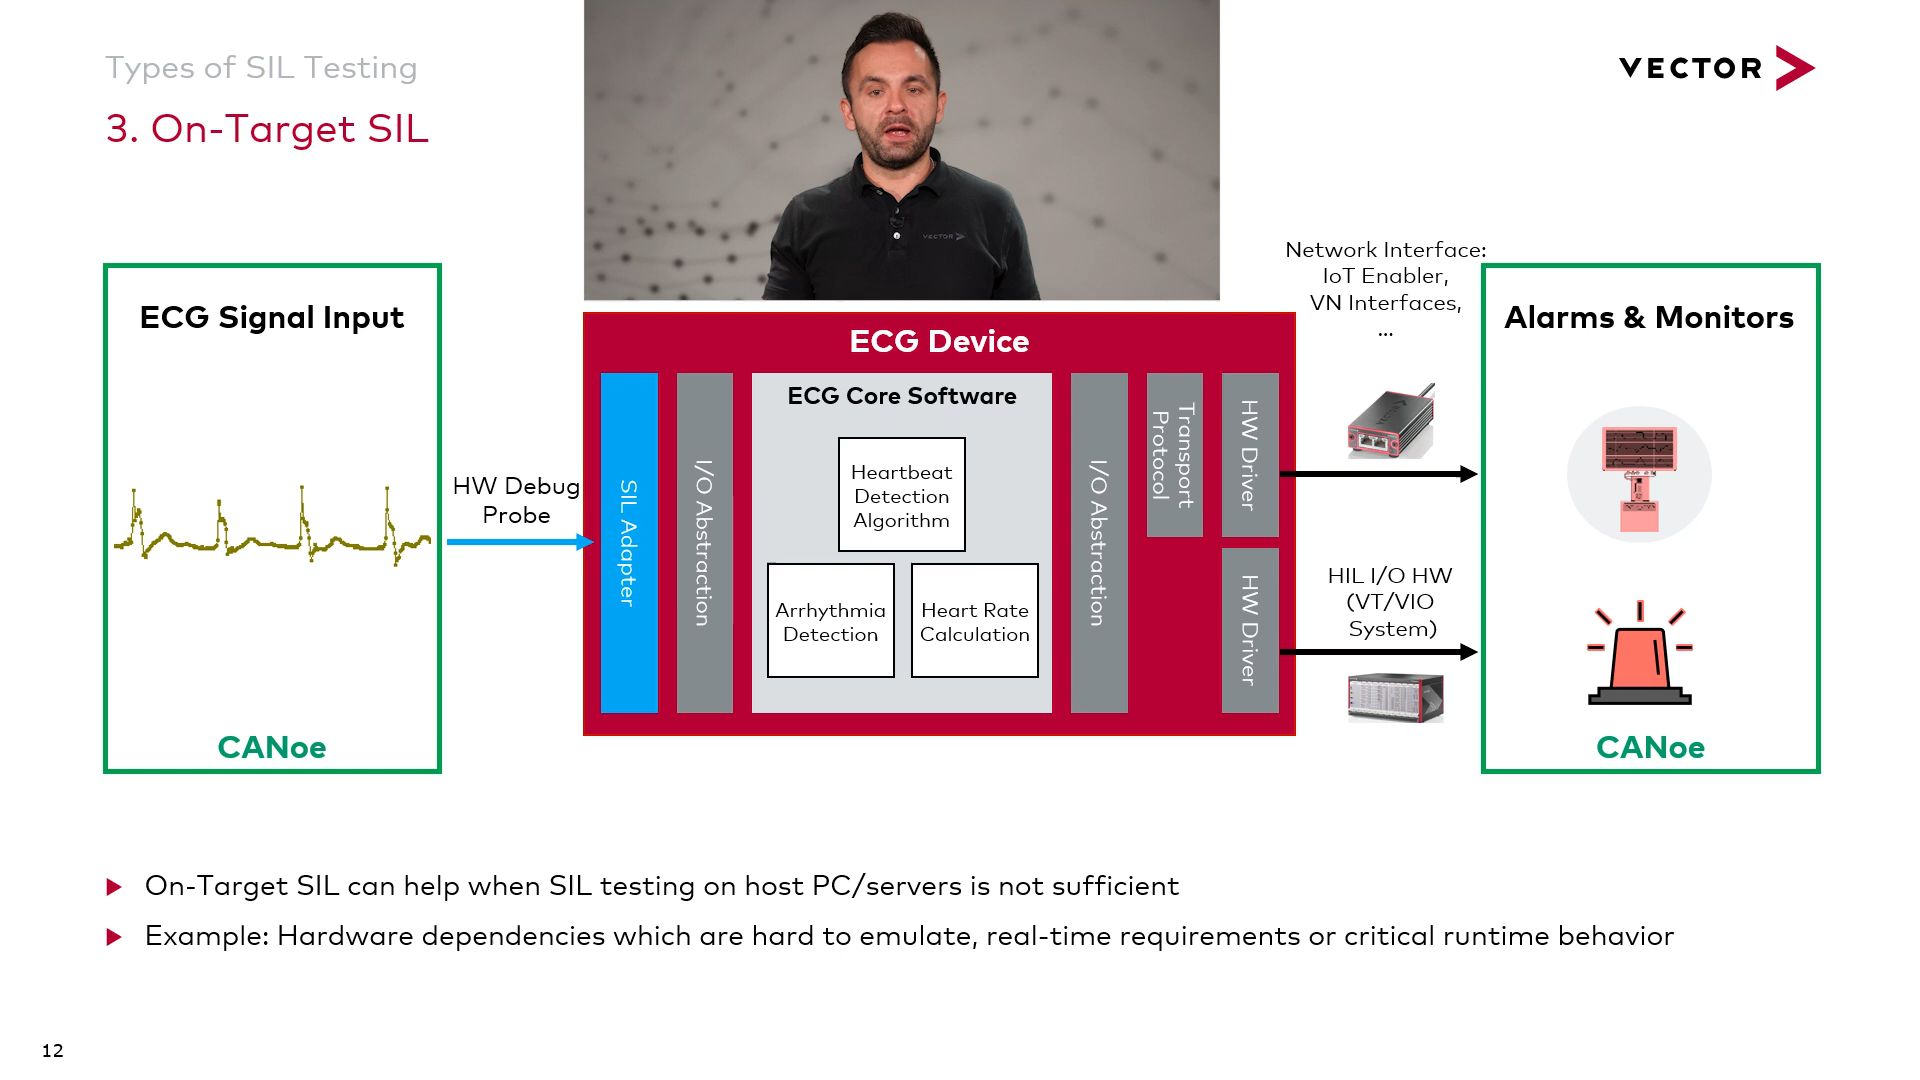 Types of SIL Testing
3. On-Target SIL
VECTOR
VECTOR
ECG Signal Input
CANoe
HW Debug
Probe
ECG Device
SIL Adapter
I/O Abstraction
ECG Core Software
Heartbeat
Detection
Algorithm
Arrhythmia
Detection
Heart Rate
Calculation
I/O Abstraction
Transport
Protocol
HW Driver
HW Driver
Network Interface:
IoT Enabler,
VN Interfaces,
...
VECTOR
HIL I/O HW
(VT/VIO
System)
Alarms & Monitors
CANoe
On-Target SIL can help when SIL testing on host PC/servers is not sufficient
Example: Hardware dependencies which are hard to emulate, real-time requirements or critical runtime behavior
12